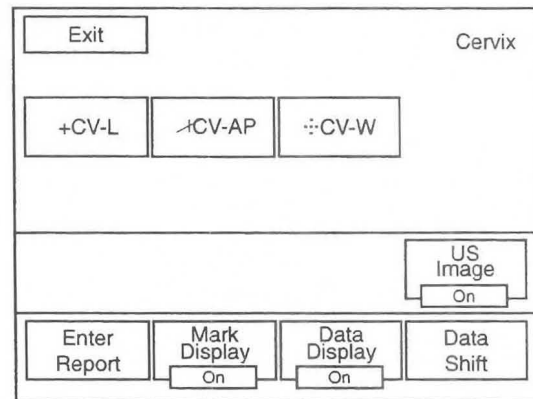 Exit
Cervix
+CV-L
CV-AP
CV-W
US
Image
On
Enter
Report
Mark
Display
On
Data
Display
On
Data
Shift